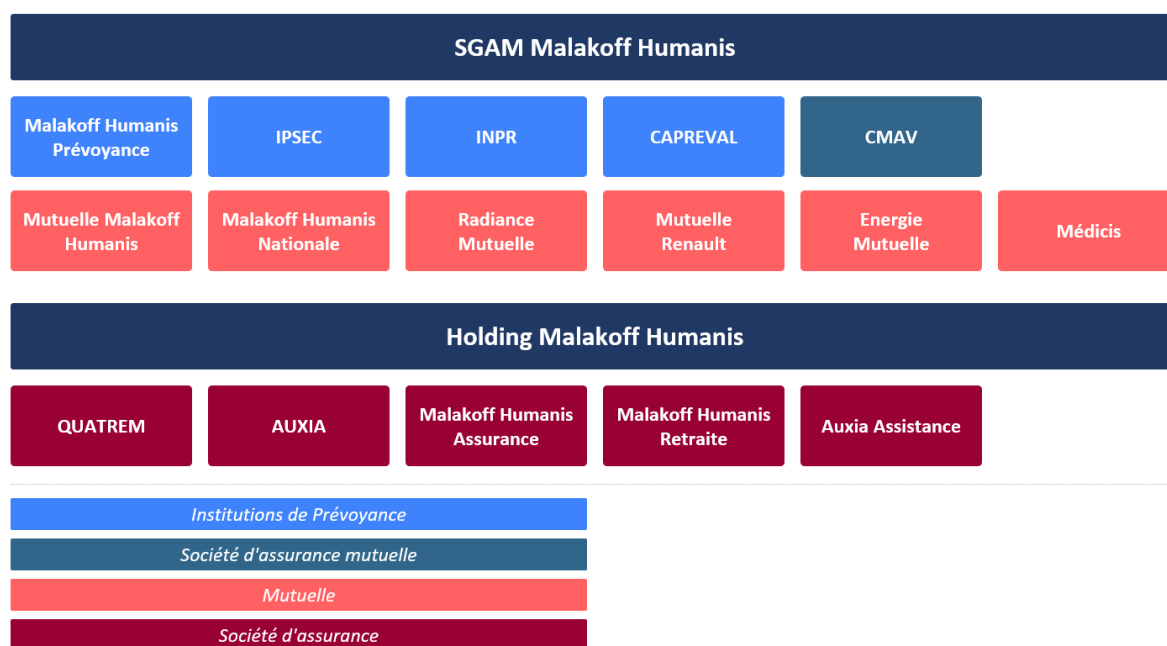 SGAM Malakoff Humanis
Malakoff Humanis
Prévoyance
IPSEC
INPR
CAPREVAL
CMAV
Mutuelle Malakoff
Humanis
Malakoff Humanis
Nationale
Radiance
Mutuelle
Mutuelle
Renault
Energie
Mutuelle
Médicis
Holding Malakoff Humanis
QUATREM
AUXIA
Malakoff Humanis
Assurance
Malakoff Humanis
Retraite
Auxia Assistance
Institutions de Prévoyance
Société d'assurance mutuelle
Mutuelle
Société d'assurance